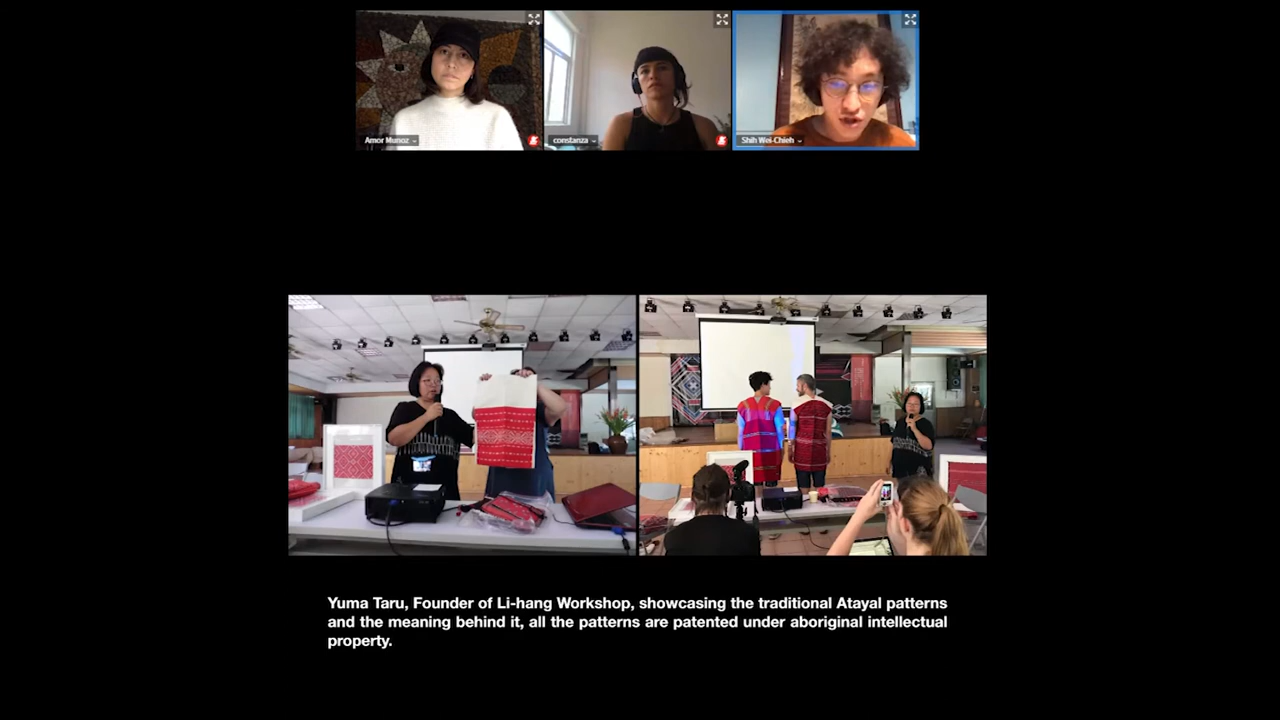 Amor Munoz
constanza
Shih Wei-Chieh
Yuma Taru, Founder of Li-hang Workshop, showcasing the traditional Atayal patterns
and the meaning behind it, all the patterns are patented under aboriginal intellectual
property.